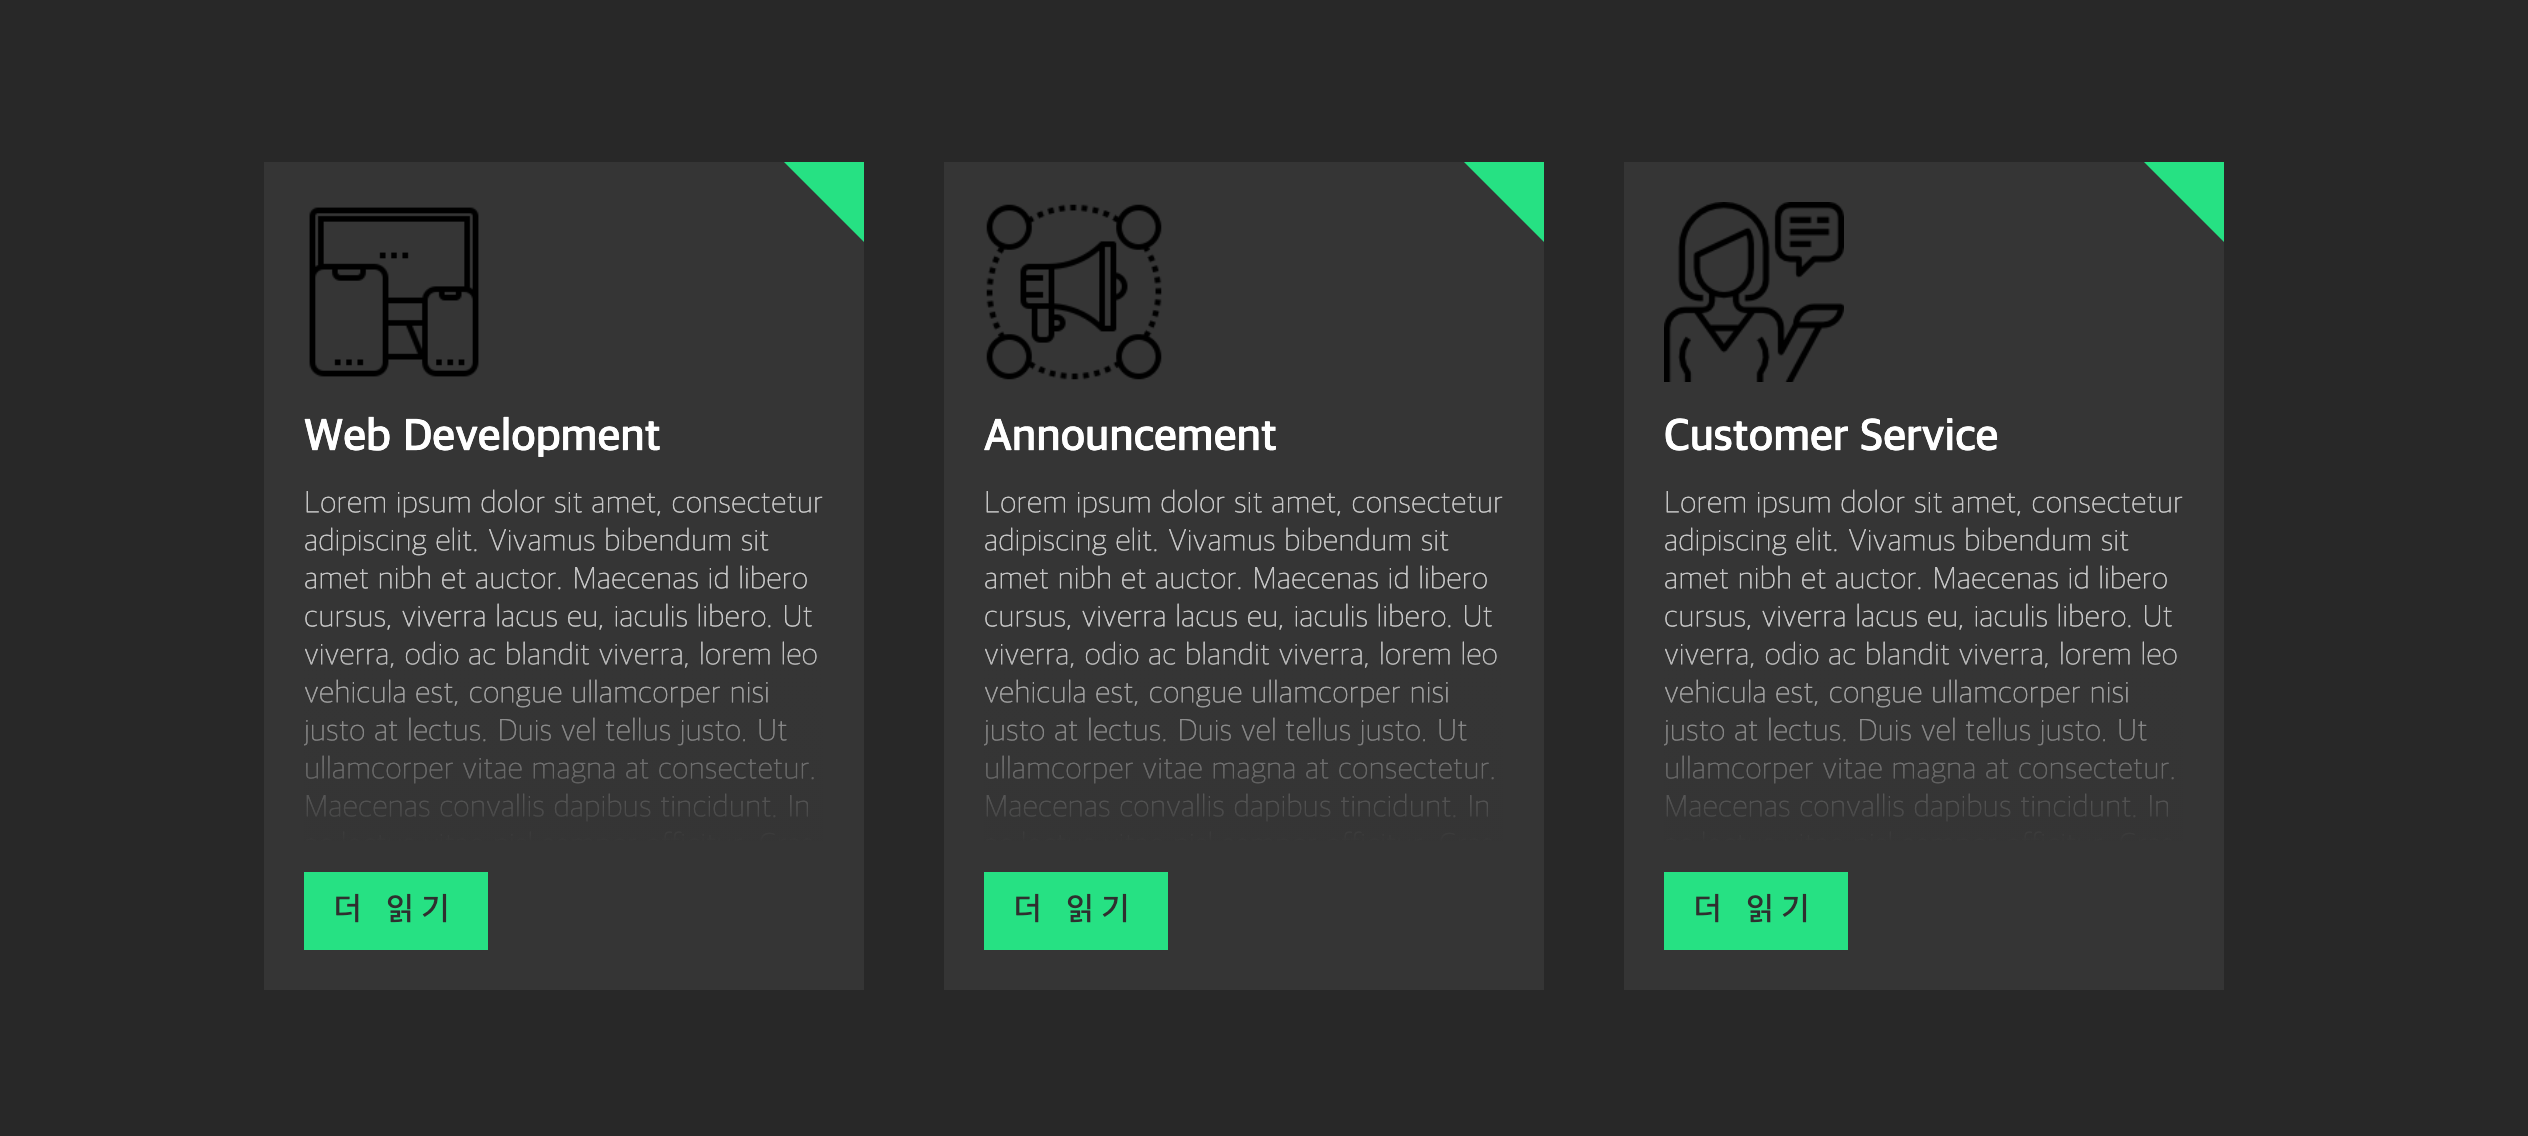 Web Development
Lorem ipsum dolor sit amet, consectetur
adipiscing elit. Vivamus bibendum sit
amet nibh et auctor. Maecenas id libero
cursus, viverra lacus eu, iaculis libero. Ut
viverra, odio ac blandit viverra, lorem leo
vehicula est, congue ullamcorper nisi
justo at lectus. Duis vel tellus justo. Ut
ullamcorper vitae magna at consectetur.
Maecenas convallis dapibus tincidunt. In
더 읽기
Announcement
Lorem ipsum dolor sit amet, consectetur
adipiscing elit. Vivamus bibendum sit
amet nibh et auctor. Maecenas id libero
cursus, viverra lacus eu, iaculis libero. Ut
viverra, odio ac blandit viverra, lorem leo
vehicula est, congue ullamcorper nisi
justo at lectus. Duis vel tellus justo. Ut
ullamcorper vitae magna at consectetur.
Maecenas convallis dapibus tincidunt. In
더 읽기
Customer Service
Lorem ipsum dolor sit amet, consectetur
adipiscing elit. Vivamus bibendum sit
amet nibh et auctor. Maecenas id libero
cursus, viverra lacus eu, iaculis libero. Ut
viverra, odio ac blandit viverra, lorem leo
vehicula est, congue ullamcorper nisi
justo at lectus. Duis vel tellus justo. Ut
ullamcorper vitae magna at consectetur.
Maecenas convallis dapibus tincidunt. In
더 읽기